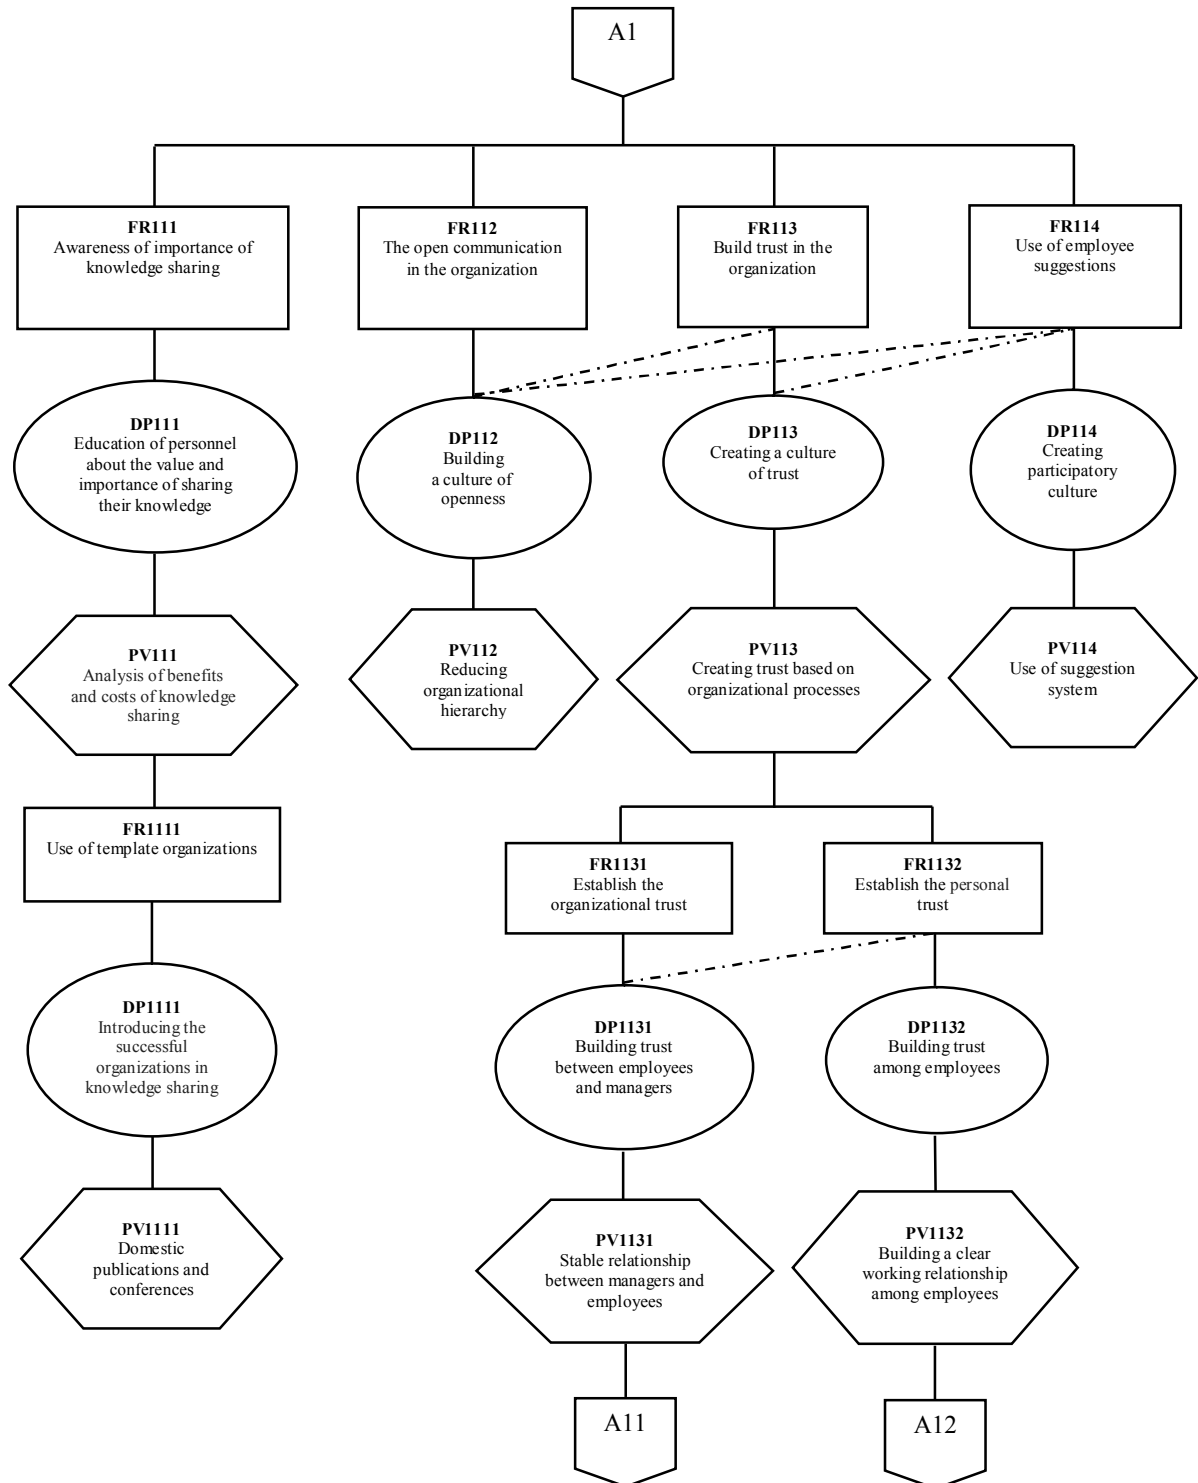 A1
FR111
Awareness of importance of
knowledge sharing
FR112
The open communication
in the organization
FR113
Build trust in the
organization
FR114
Use of employee
suggestions
DP111
Education of personnel
about the value and
importance of sharing
their knowledge
DP112
Building
a culture of
openness
DP113
Creating a culture
of trust
DP114
Creating
participatory
culture
PV111
Analysis of benefits
and costs of knowledge
sharing
PV112
Reducing
organizational
hierarchy
PV113
Creating trust based on
organizational processes
PV114
Use of suggestion
system
FR1111
Use of template organizations
FR1131
Establish the
organizational trust
FR1132
Establish the personal
trust
DP1111
Introducing the
successful
organizations in
knowledge sharing
DP1131
Building trust
between employees
and managers
DP1132
Building trust
among employees
PV1111
Domestic
publications and
conferences
PV1131
Stable relationship
between managers and
employees
PV1132
Building a clear
working relationship
among employees
A11
A12